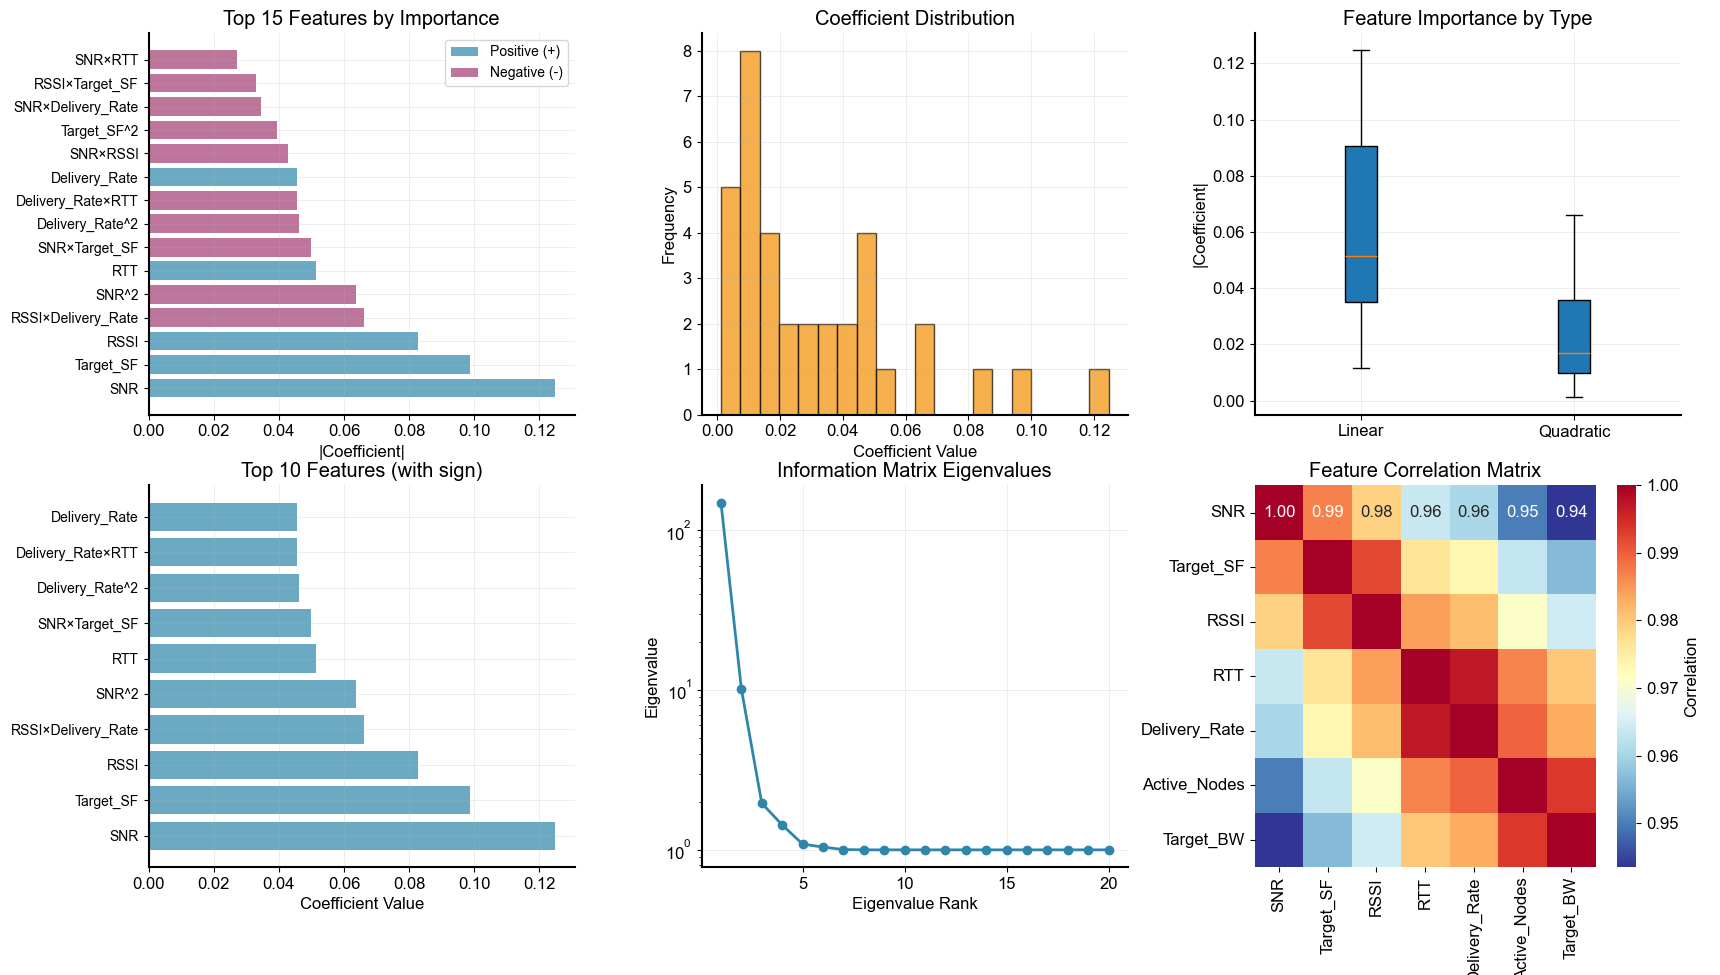 Top 15 Features by Importance
SNR×RTT
RSSI×Target_SF
SNR×Delivery_Rate
Target_SF^2
SNR×RSSI
Delivery_Rate
Delivery_Rate×RTT
Delivery_Rate^2
SNR×Target_SF
RTT
SNR^2
RSSI×Delivery_Rate
RSSI
Target_SF
SNR
Positive (+)
Negative (-)
0.00 0.02 0.04 0.06 0.08 0.10 0.12
|Coefficient|
Coefficient Distribution
Frequency
8
7
6
5
4
3
2
1
0
0.00 0.02 0.04 0.06 0.08 0.10 0.12
Coefficient Value
Feature Importance by Type
|Coefficient|
0.12
0.10
0.08
0.06
0.04
0.02
0.00
Linear Quadratic
Top 10 Features (with sign)
Delivery_Rate
Delivery_Rate×RTT
Delivery_Rate^2
SNR×Target_SF
RTT
SNR^2
RSSI×Delivery_Rate
RSSI
Target_SF
SNR
0.00 0.02 0.04 0.06 0.08 0.10 0.12
Coefficient Value
Information Matrix Eigenvalues
Eigenvalue
10^2
10^1
10^0
5 10 15 20
Eigenvalue Rank
Feature Correlation Matrix
SNR
Target_SF
RSSI
RTT
Delivery_Rate
Active_Nodes
Target_BW
1.00 0.99 0.98 0.96 0.96 0.95 0.94
SNR
Target_SF
RSSI
RTT
Delivery_Rate
Active_Nodes
Target_BW
1.00
0.99
0.98
0.97
0.96
0.95
Correlation